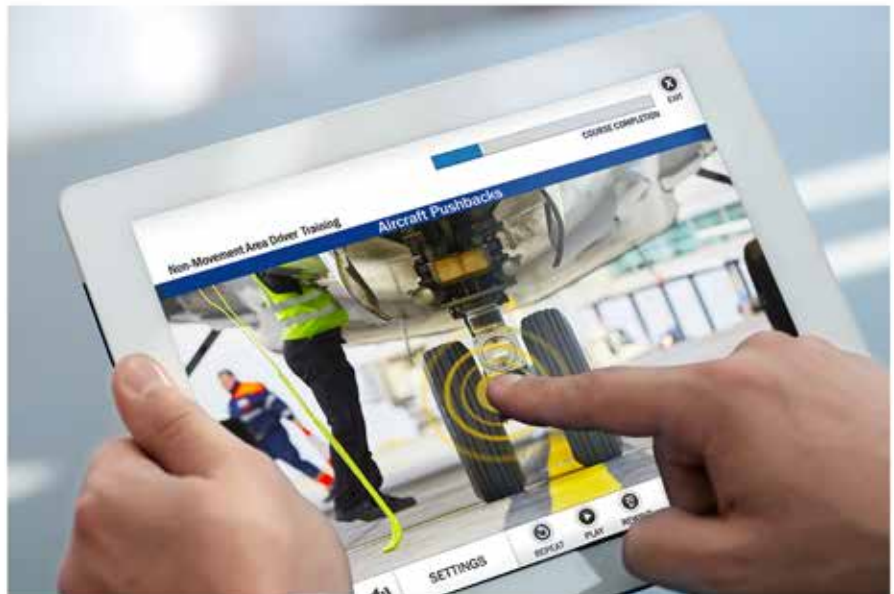 EXIT
COURSE COMPLETION
Non-Movement Area Driver Training
Aircraft Pushbacks
SETTINGS
REPEAT
PLAY